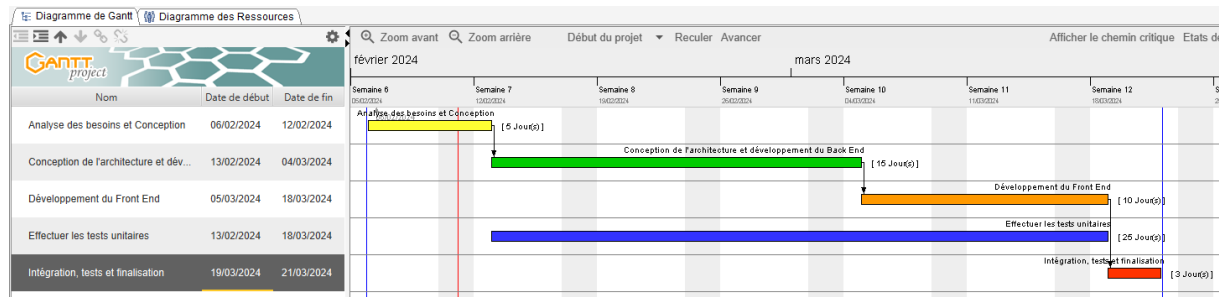 Diagramme de Gantt
Diagramme des Ressources
Zoom avant Zoom arrière Début du projet Reculer Avancer Afficher le chemin critique Etats de
GANTT
project
février 2024 mars 2024
Nom Date de début Date de fin
Semaine 6 Semaine 7 Semaine 8 Semaine 9 Semaine 10 Semaine 11 Semaine 12
05/02/2024 12/02/2024 19/02/2024 26/02/2024 04/03/2024 11/03/2024 18/03/2024
Analyse des besoins et Conception 06/02/2024 12/02/2024
Analyse des besoins et Conception
[ 5 Jour(s) ]
Conception de l'architecture et dév... 13/02/2024 04/03/2024
Conception de l'architecture et développement du Back End
[ 15 Jour(s) ]
Développement du Front End 05/03/2024 18/03/2024
Développement du Front End
[ 10 Jour(s) ]
Effectuer les tests unitaires 13/02/2024 18/03/2024
Effectuer les tests unitaires
[ 25 Jour(s) ]
Intégration, tests et finalisation 19/03/2024 21/03/2024
Intégration, tests et finalisation
[ 3 Jour(s) ]